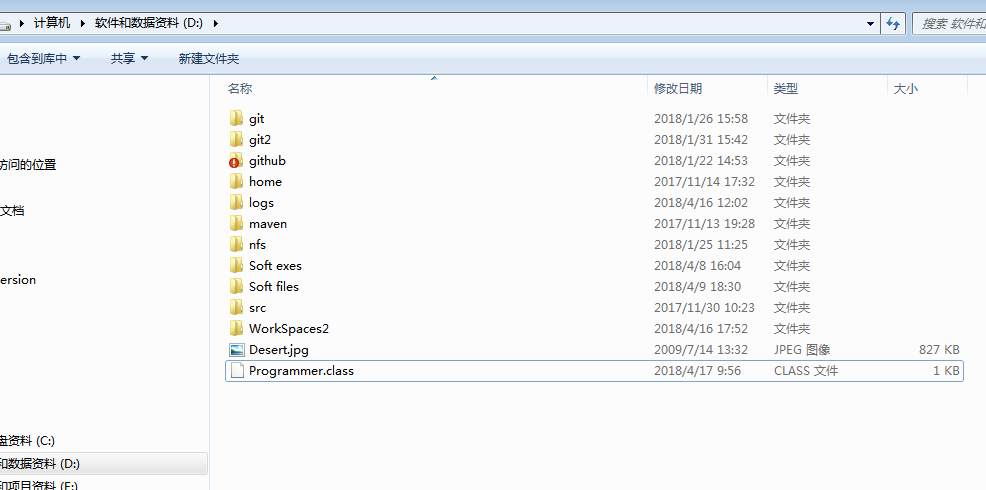 计算机 软件和数据资料 (D:) 搜索 软件和
包含到库中 共享 新建文件夹
名称 修改日期 类型 大小
git 2018/1/26 15:58 文件夹
git2 2018/1/31 15:42 文件夹
github 2018/1/22 14:53 文件夹
访问的位置
home 2017/11/14 17:32 文件夹
logs 2018/4/16 12:02 文件夹
文档
maven 2017/11/13 19:28 文件夹
nfs 2018/1/25 11:25 文件夹
Soft exes 2018/4/8 16:04 文件夹
ersion
Soft files 2018/4/9 18:30 文件夹
src 2017/11/30 10:23 文件夹
WorkSpaces2 2018/4/16 17:52 文件夹
Desert.jpg 2009/7/14 13:32 JPEG 图像 827 KB
Programmer.class 2018/4/17 9:56 CLASS 文件 1 KB
盘资料 (C:)
和数据资料 (D:)
和项目资料 (E:)